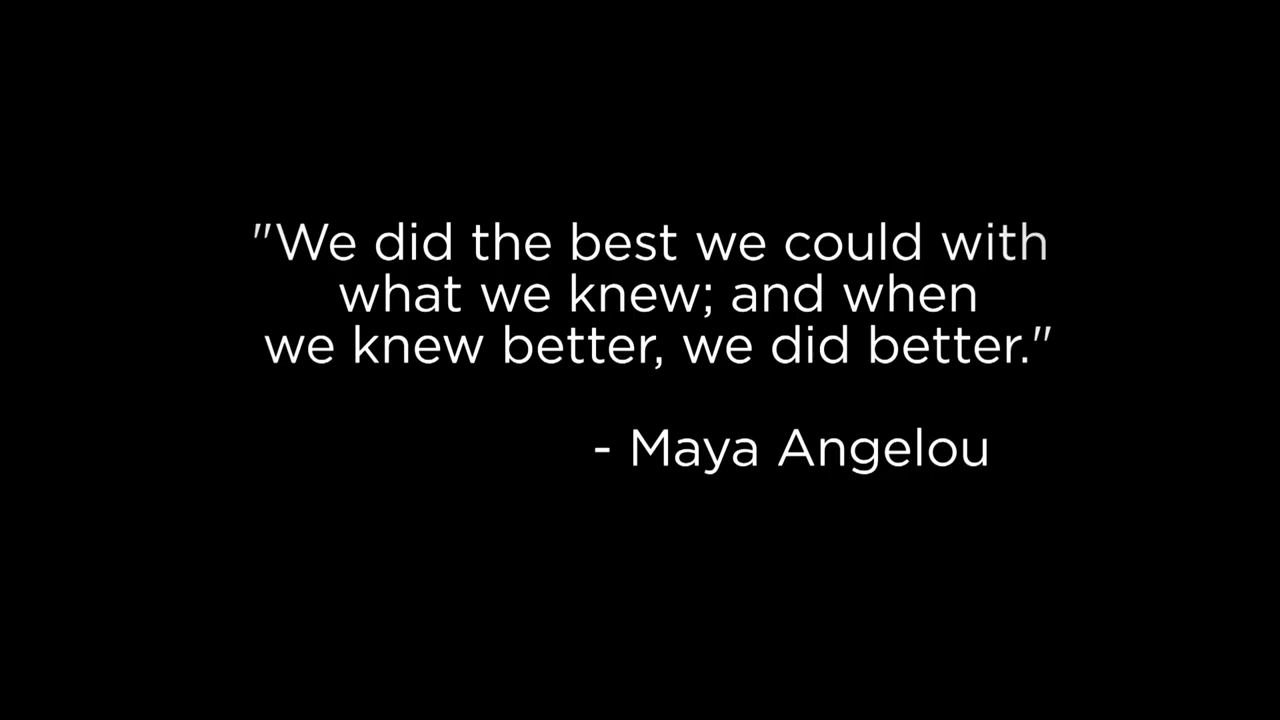 "We did the best we could with
what we knew; and when
we knew better, we did better."
- Maya Angelou